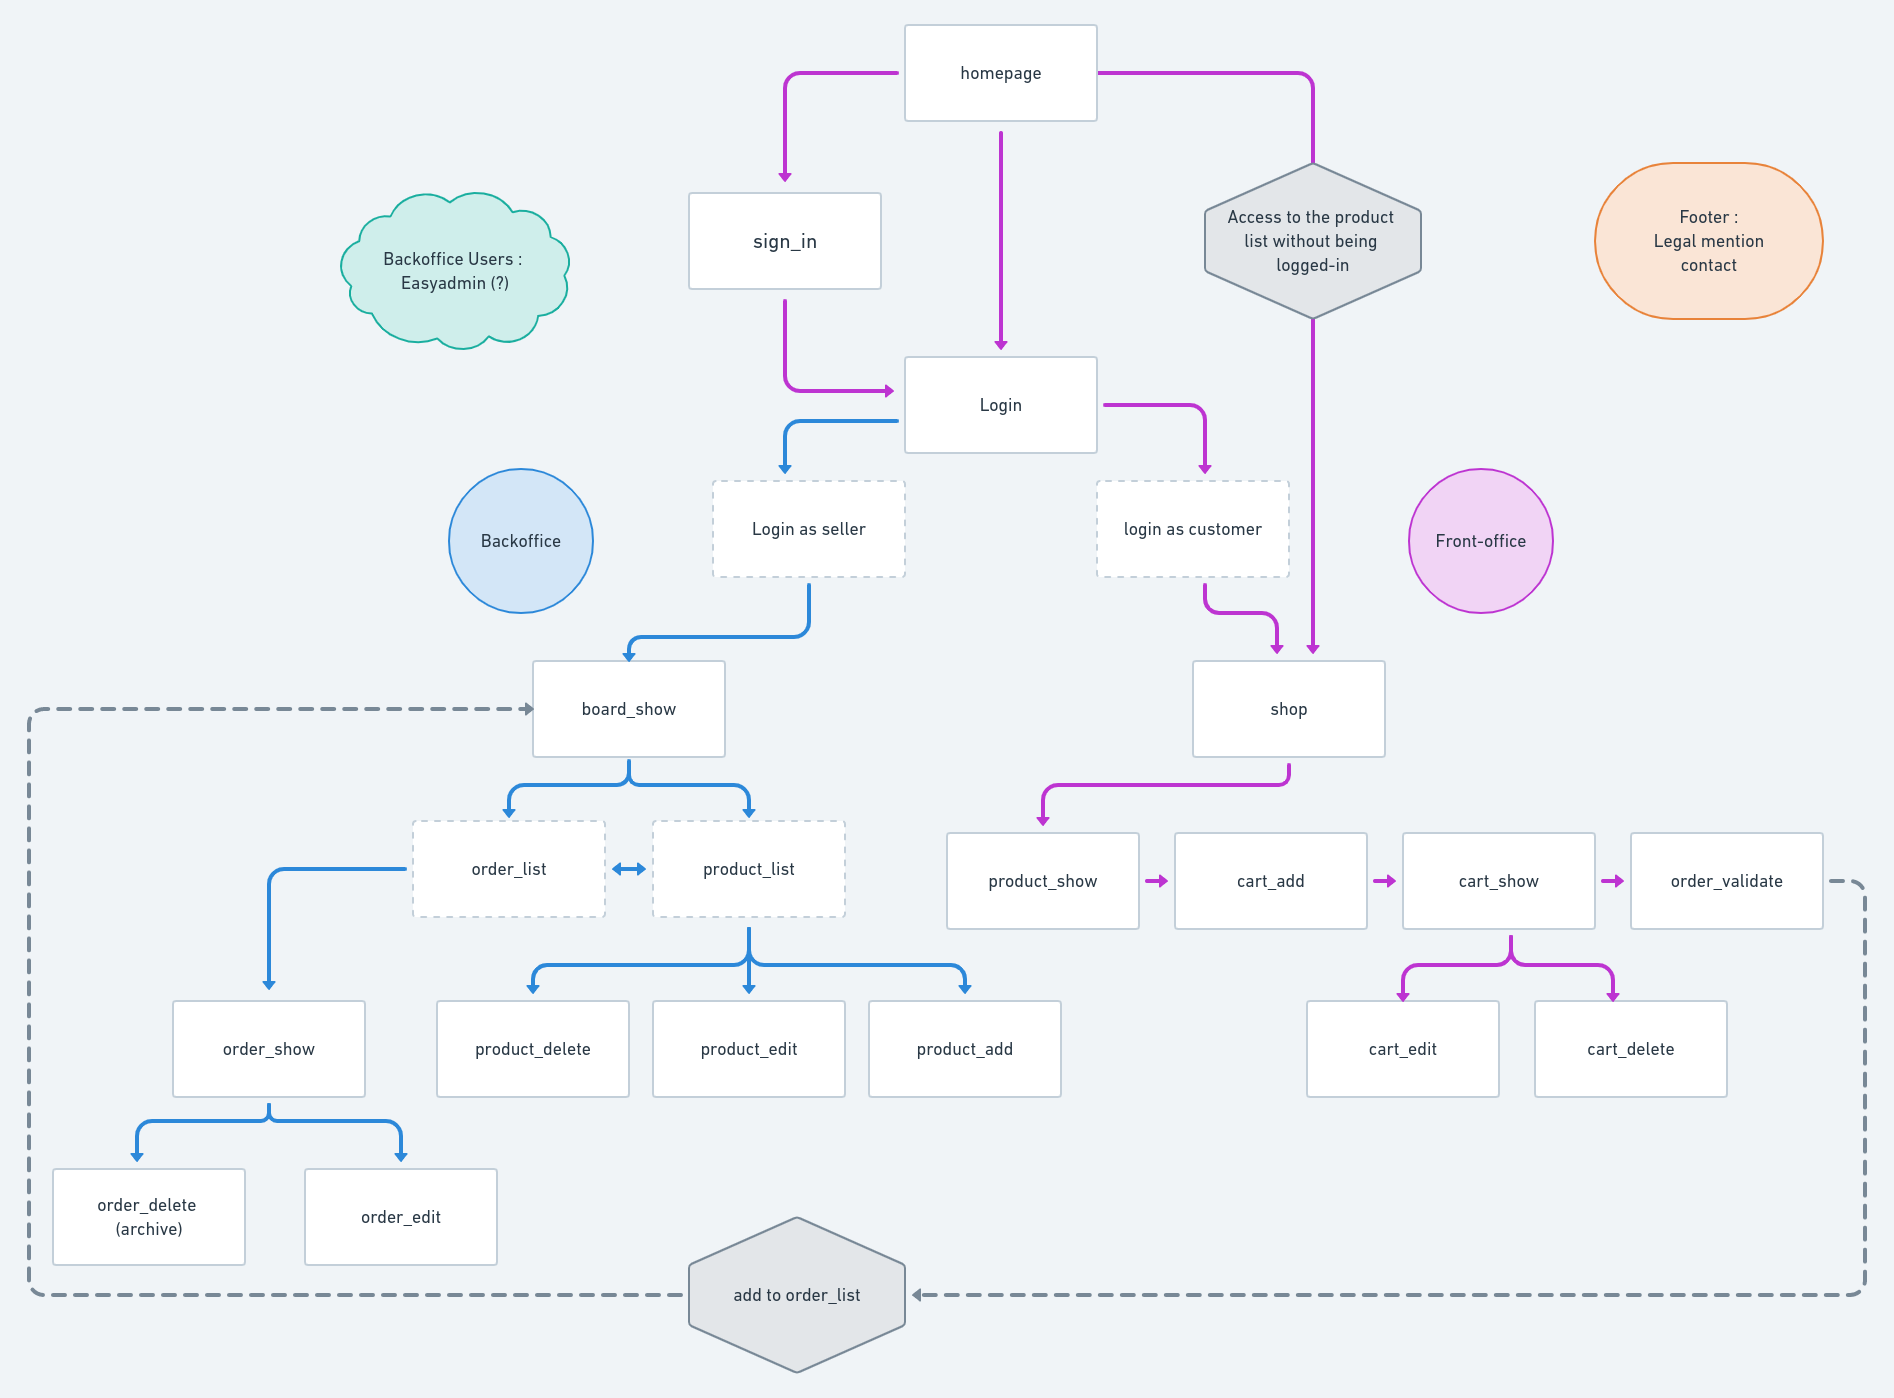 homepage
sign_in
Access to the product
list without being
logged-in
Footer :
Legal mention
contact
Backoffice Users :
Easyadmin (?)
Login
Backoffice
Login as seller
login as customer
Front-office
board_show
shop
order_list
product_list
product_show
cart_add
cart_show
order_validate
order_show
product_delete
product_edit
product_add
cart_edit
cart_delete
order_delete
(archive)
order_edit
add to order_list